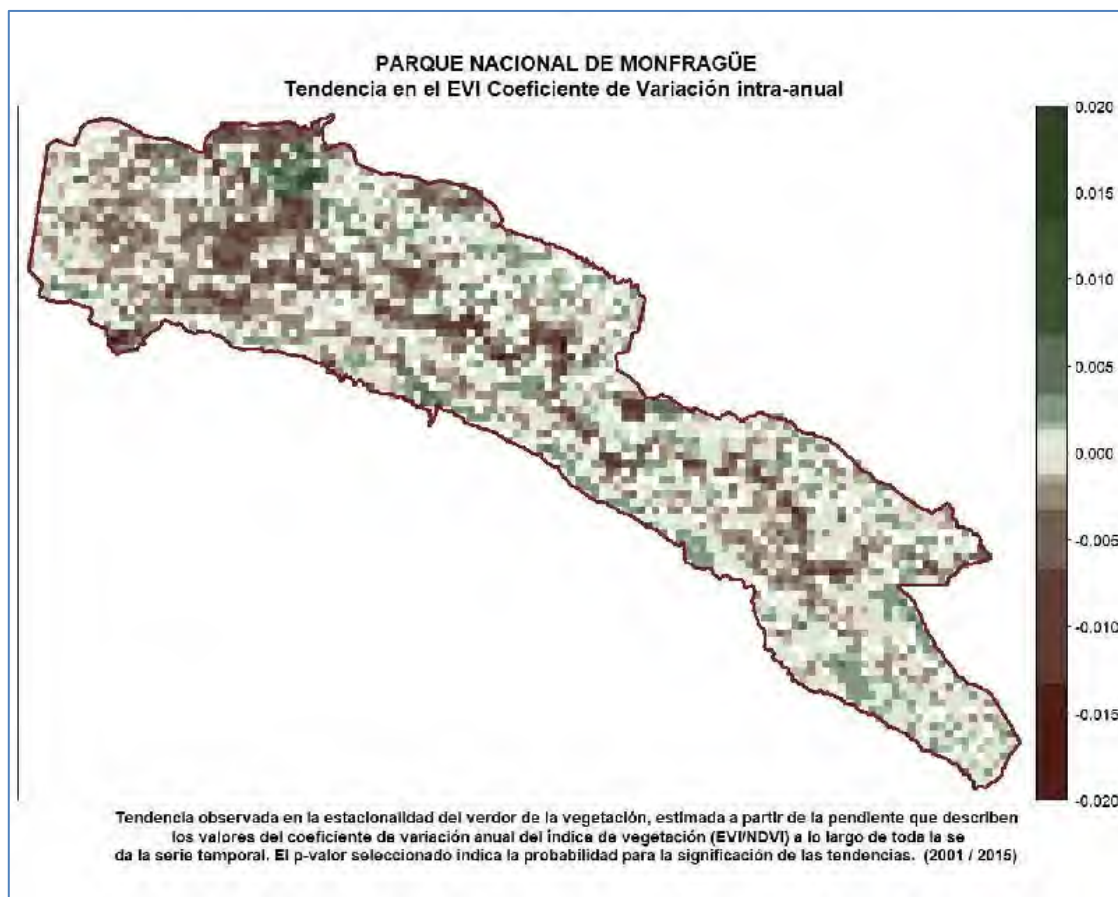 PARQUE NACIONAL DE MONFRAGÜE
Tendencia en el EVI Coeficiente de Variación intra-anual
0.020
0.015
0.010
0.005
0.000
-0.005
-0.010
-0.015
-0.020
Tendencia observada en la estacionalidad del verdor de la vegetación, estimada a partir de la pendiente que describen
los valores del coeficiente de variación anual del índice de vegetación (EVI/NDVI) a lo largo de toda la se
da la serie temporal. El p-valor seleccionado indica la probabilidad para la significación de las tendencias. (2001 / 2015)